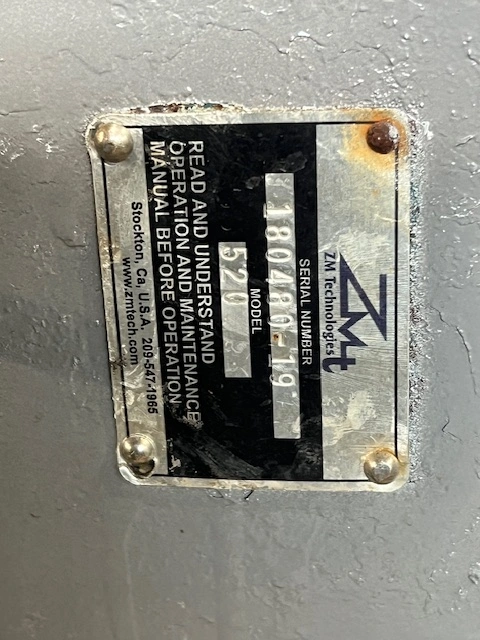 ZMt
ZM Technologies
SERIAL NUMBER
180480-19
MODEL
520
READ AND UNDERSTAND
OPERATION AND MAINTENANCE
MANUAL BEFORE OPERATION
Stockton, Ca, U.S.A. 209-547-1965
www.zmtech.com